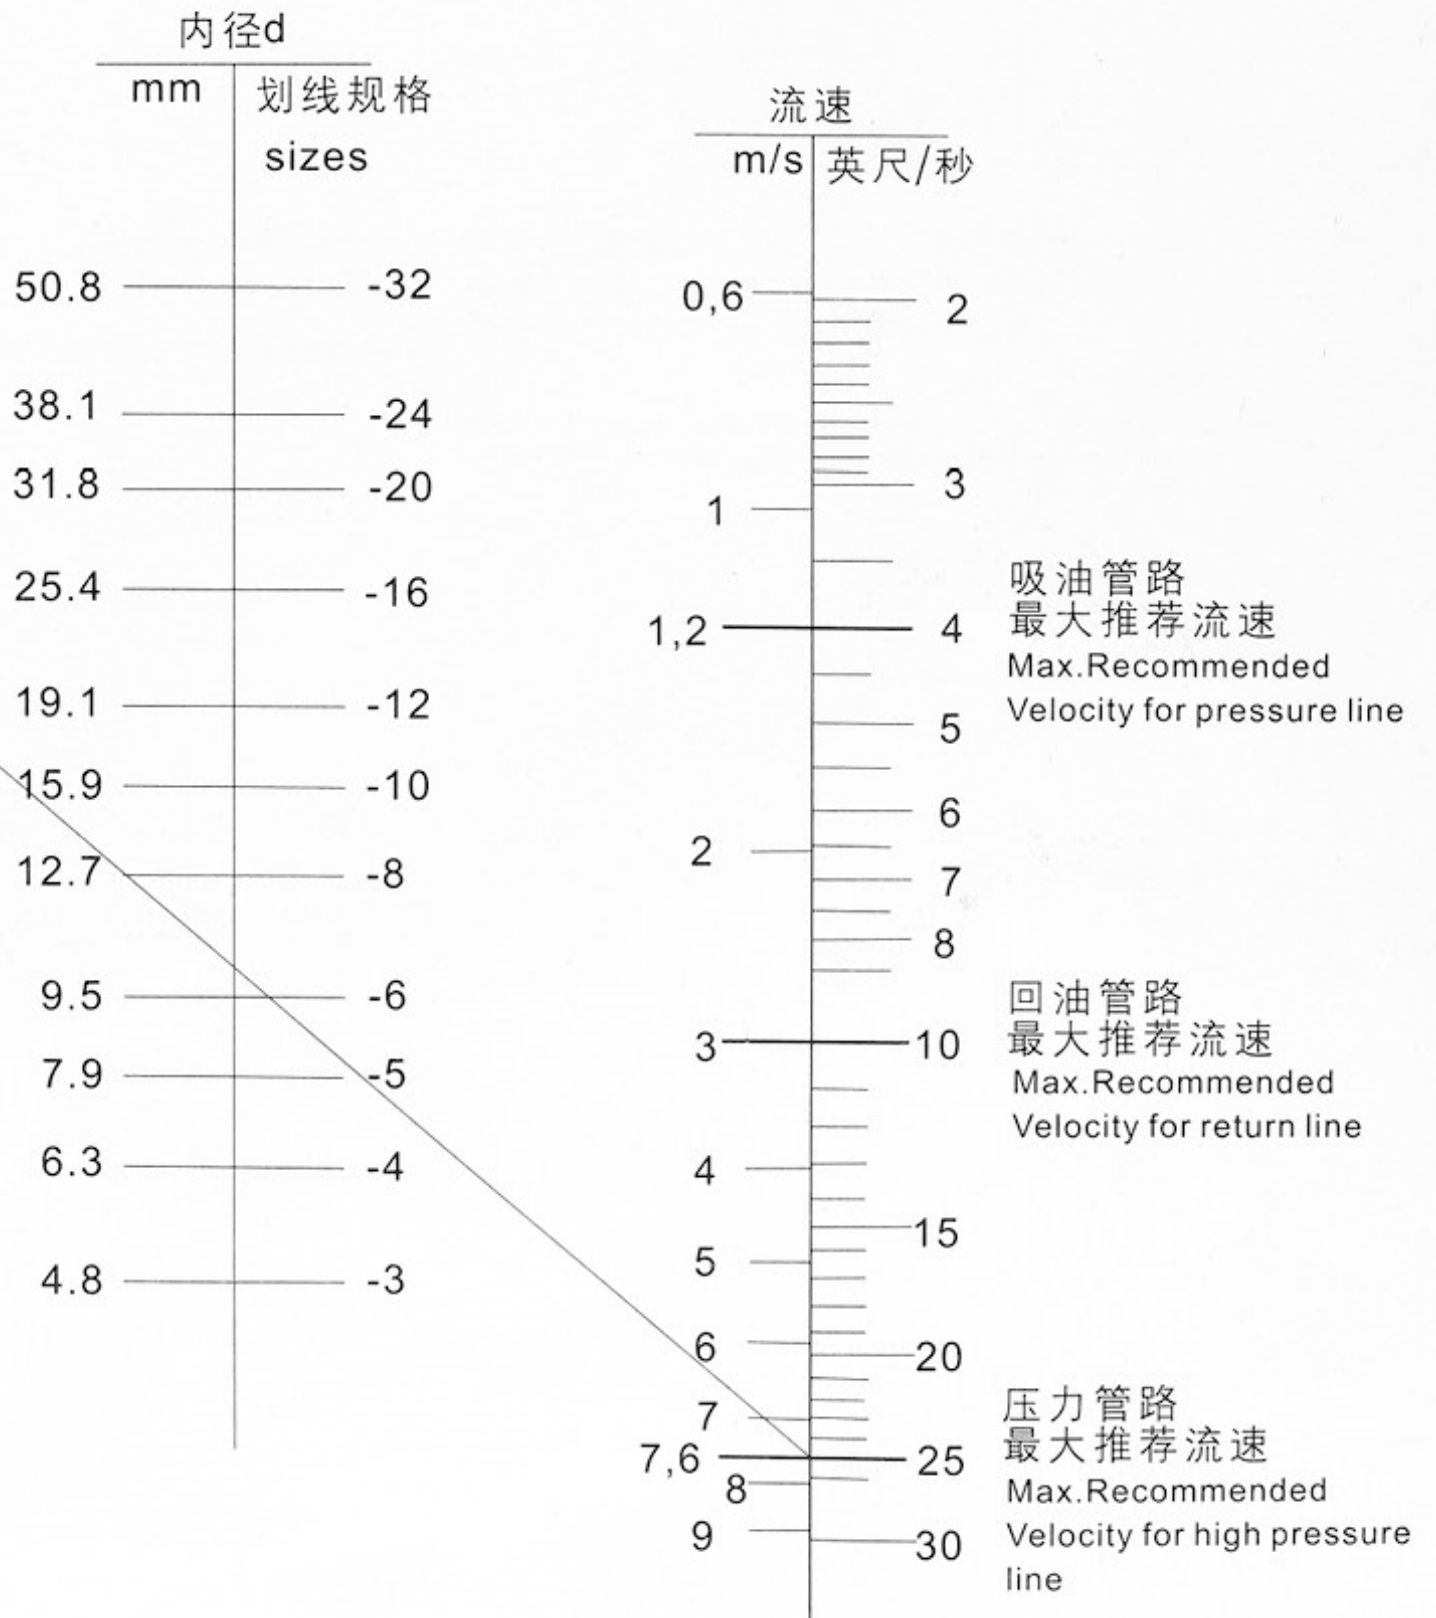 内径d
mm 划线规格
sizes
50.8 -32
38.1 -24
31.8 -20
25.4 -16
19.1 -12
15.9 -10
12.7 -8
9.5 -6
7.9 -5
6.3 -4
4.8 -3
流速
m/s 英尺/秒
0,6 2
3
1
1,2 4
5
6
2
7
8
3 10
4
15
5
6 20
7
7,6 25
8
9 30
吸油管路
最大推荐流速
Max.Recommended
Velocity for pressure line
回油管路
最大推荐流速
Max.Recommended
Velocity for return line
压力管路
最大推荐流速
Max.Recommended
Velocity for high pressure
line